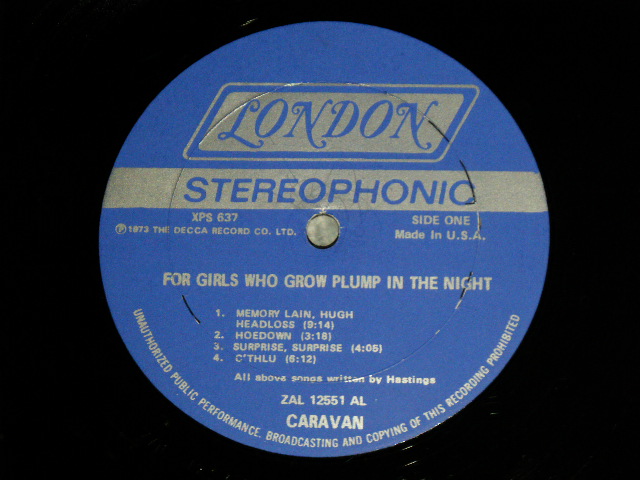 LONDON
STEREOPHONIC
XPS 637
SIDE ONE
℗1973 THE DECCA RECORD CO. LTD.
Made In U.S.A.
FOR GIRLS WHO GROW PLUMP IN THE NIGHT
1. MEMORY LAIN, HUGH
HEADLOSS (9:14)
2. HOEDOWN (3:18)
3. SURPRISE, SURPRISE (4:05)
4. C'THLU (6:12)
All above songs written by Hastings
ZAL 12551 AL
CARAVAN
UNAUTHORIZED PUBLIC PERFORMANCE, BROADCASTING AND COPYING OF THIS RECORDING PROHIBITED